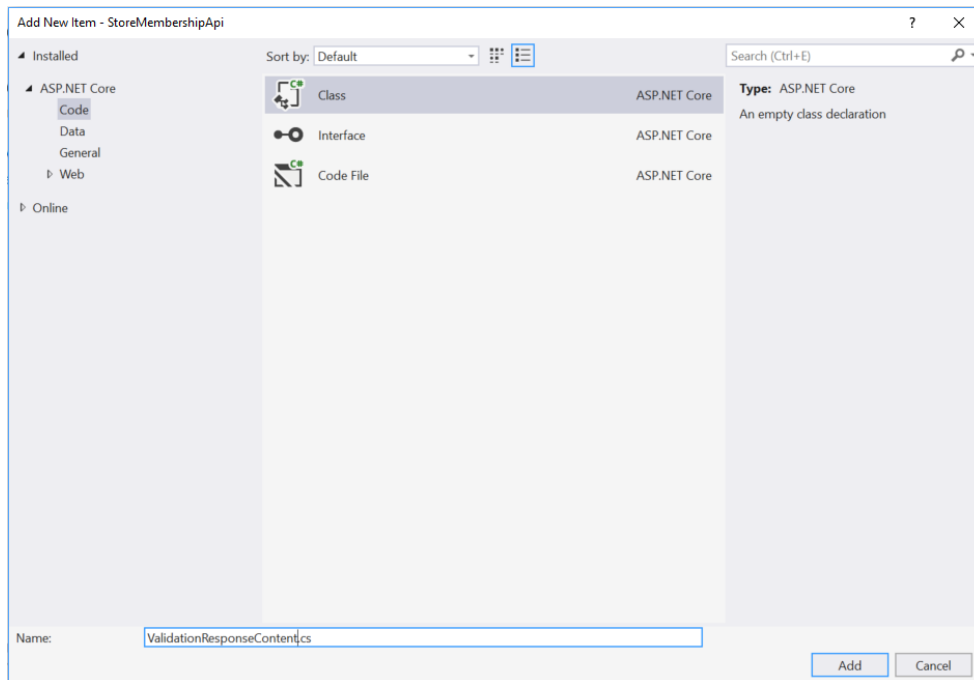 Add New Item - StoreMembershipApi ?
Installed
ASP.NET Core
Code
Data
General
Web
Online
Sort by: Default
C# Class ASP.NET Core
Interface ASP.NET Core
C# Code File ASP.NET Core
Search (Ctrl+E)
Type: ASP.NET Core
An empty class declaration
Name: ValidationResponseContent.cs
Add Cancel